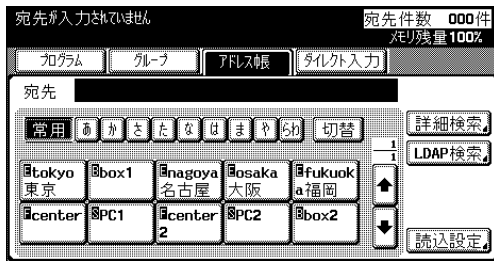 宛先が入力されていません
宛先件数 000件
メモリ残量100%
プログラム グループ アドレス帳 ダイレクト入力
宛先
常用 あ か さ た な は ま や らわ 切替
詳細検索
1
1
LDAP検索
tokyo box1 nagoya osaka fukuok
東京 名古屋 大阪 a福岡
center PC1 center PC2 box2
2
読込設定